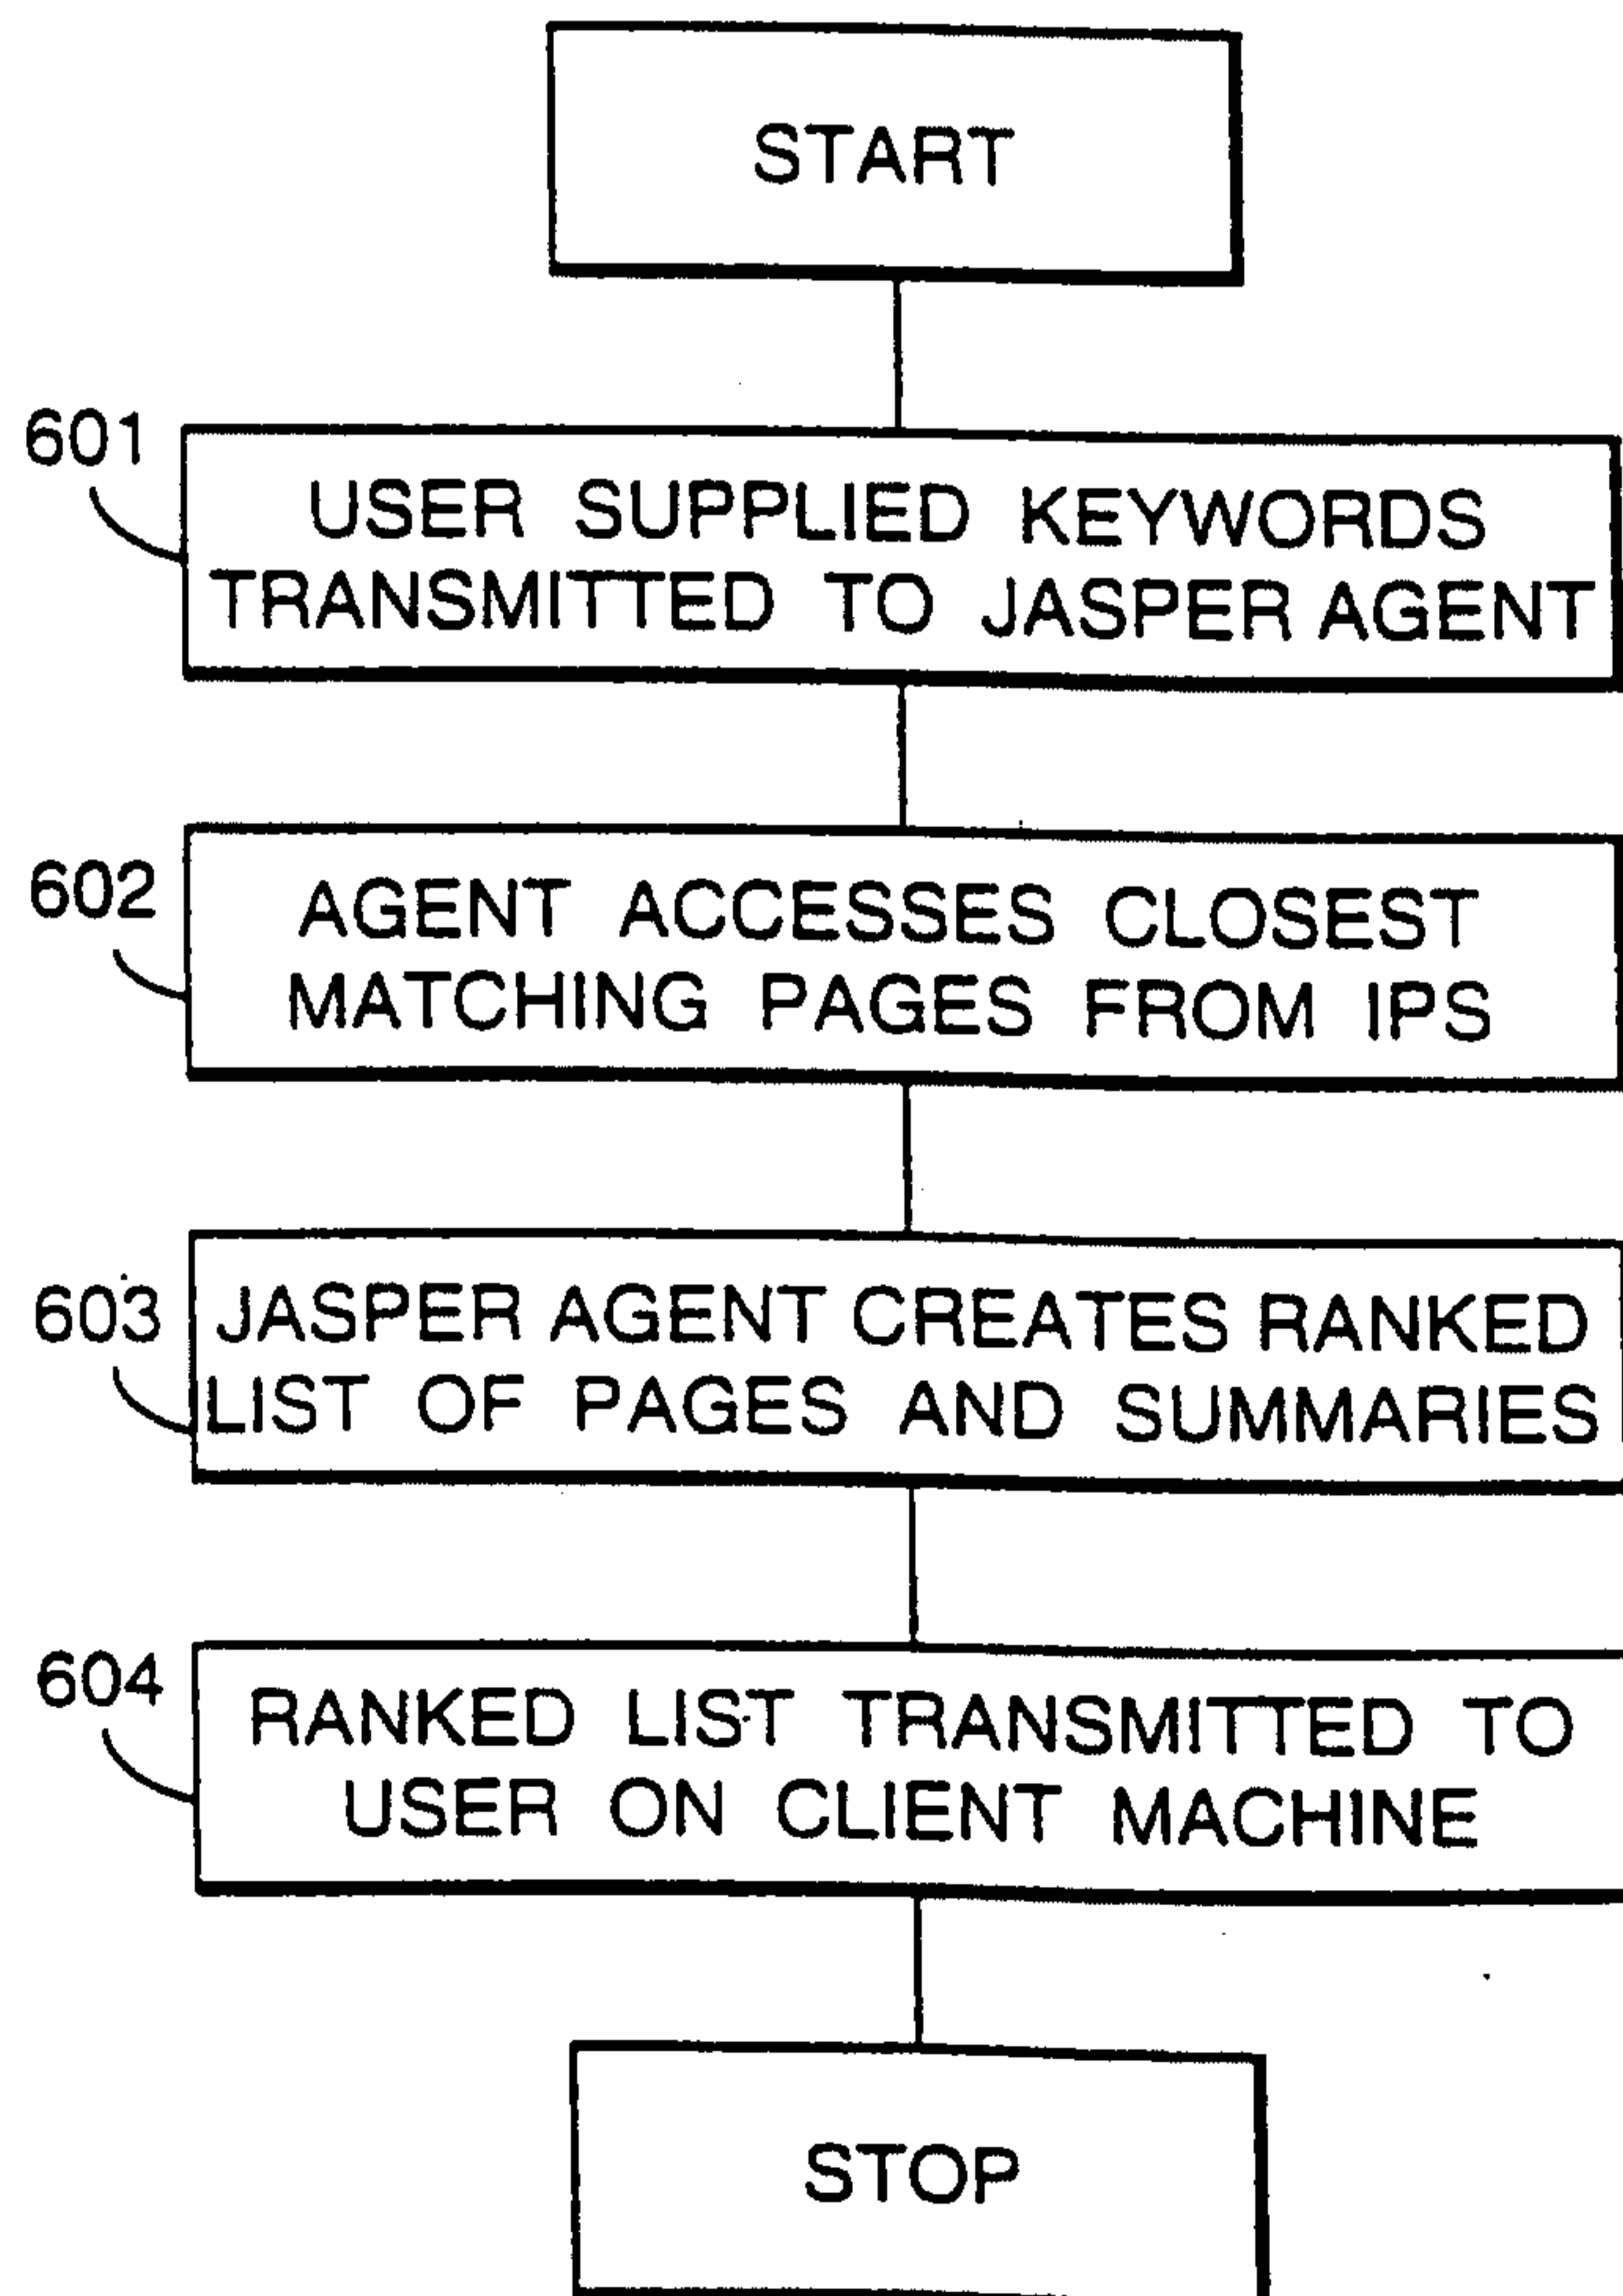 START
601
USER SUPPLIED KEYWORDS
TRANSMITTED TO JASPER AGENT
602
AGENT ACCESSES CLOSEST
MATCHING PAGES FROM IPS
603
JASPER AGENT CREATES RANKED
LIST OF PAGES AND SUMMARIES
604
RANKED LIST TRANSMITTED TO
USER ON CLIENT MACHINE
STOP